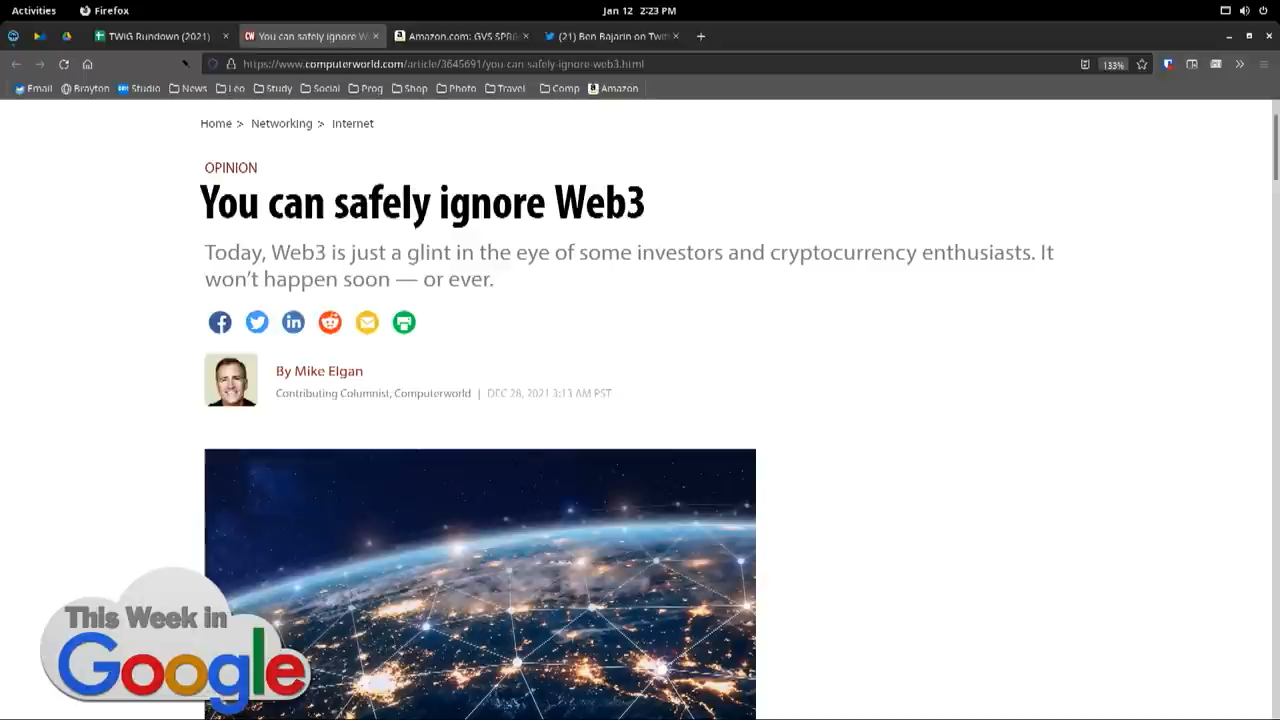 Activities
Firefox
Jan 12 2:23 PM
TWiG Rundown (2021)
CW You can safely ignore W
Amazon.com: GVS SPR
(21) Ben Bajarin on Twit
https://www.computerworld.com/article/3645691/you-can-safely-ignore-web3.html
133%
Email
Brayton
Studio
News
Leo
Study
Social
Prog
Shop
Photo
Travel
Comp
Amazon
Home > Networking > Internet
OPINION
You can safely ignore Web3
Today, Web3 is just a glint in the eye of some investors and cryptocurrency enthusiasts. It
won't happen soon — or ever.
By Mike Elgan
Contributing Columnist, Computerworld | DEC 28, 2021 3:13 AM PST
This Week in
Google